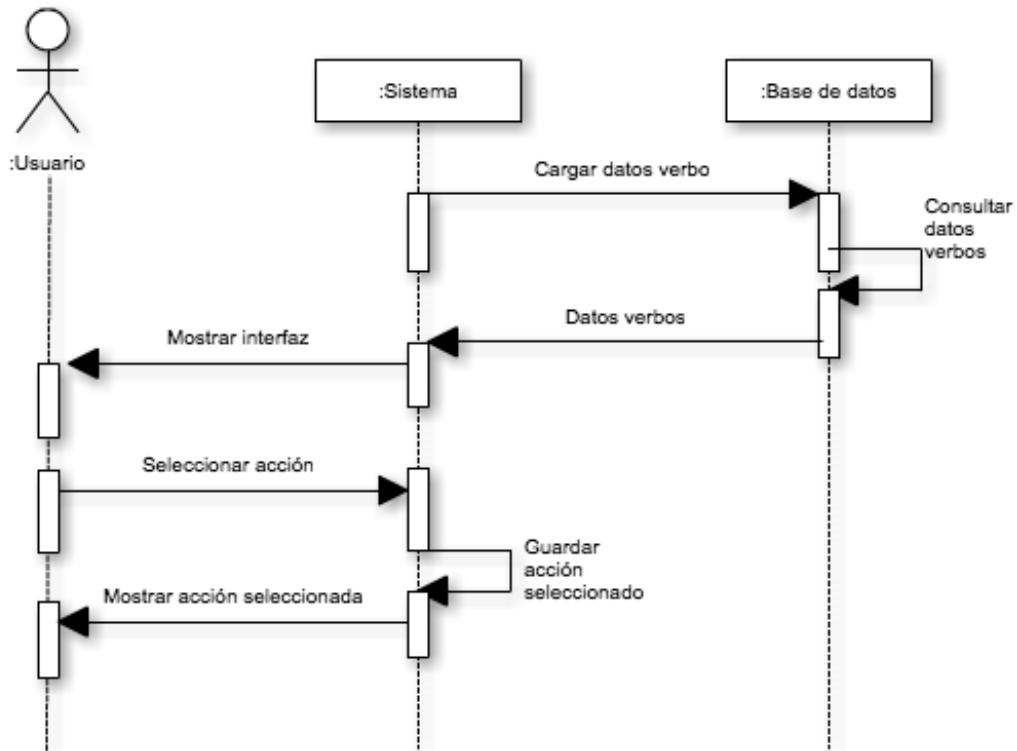 :Sistema
:Base de datos
:Usuario
Cargar datos verbo
Consultar
datos
verbos
Datos verbos
Mostrar interfaz
Seleccionar acción
Guardar
acción
seleccionado
Mostrar acción seleccionada